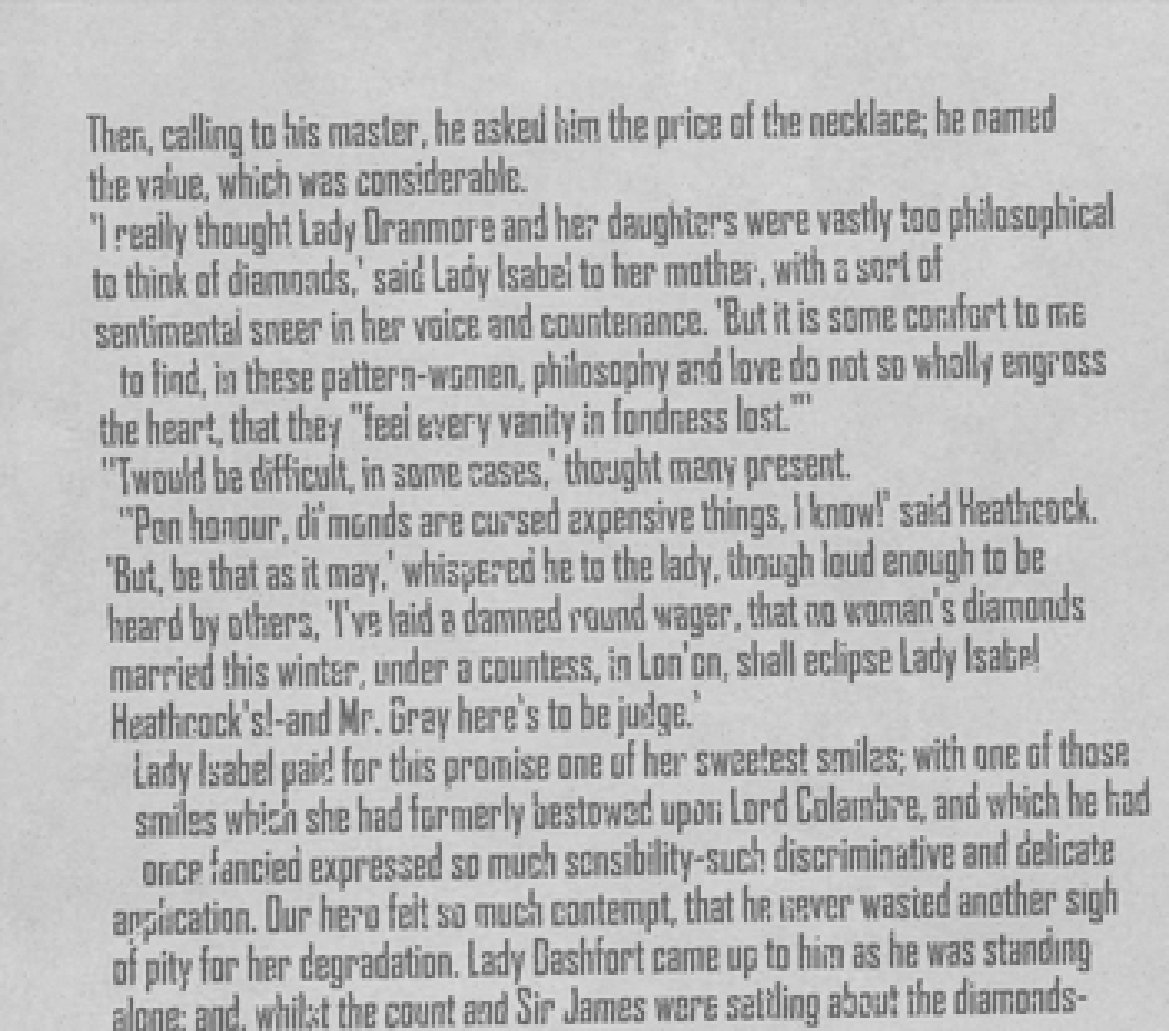 Then, calling to his master, he asked him the price of the necklace; he named
the value, which was considerable.
'I really thought Lady Oranmore and her daughters were vastly too philosophical
to think of diamonds,' said Lady Isabel to her mother, with a sort of
sentimental sneer in her voice and countenance. 'But it is some comfort to me
to find, in these pattern-women, philosophy and love do not so wholly engross
the heart, that they "feel every vanity in fondness lost."'
''Twould be difficult, in some cases,' thought many present.
''Pon honour, di'monds are cursed expensive things, I know!' said Heathcock.
'But, be that as it may,' whispered he to the lady, though loud enough to be
heard by others, 'I've laid a damned round wager, that no woman's diamonds
married this winter, under a countess, in Lon'on, shall eclipse Lady Isabel
Heathcock's!-and Mr. Gray here's to be judge.'
Lady Isabel paid for this promise one of her sweetest smiles; with one of those
smiles which she had formerly bestowed upon Lord Colambre, and which he had
once fancied expressed so much sensibility-such discriminative and delicate
application. Our hero felt so much contempt, that he never wasted another sigh
of pity for her degradation. Lady Dashfort came up to him as he was standing
alone; and, whilst the count and Sir James were settling about the diamonds-